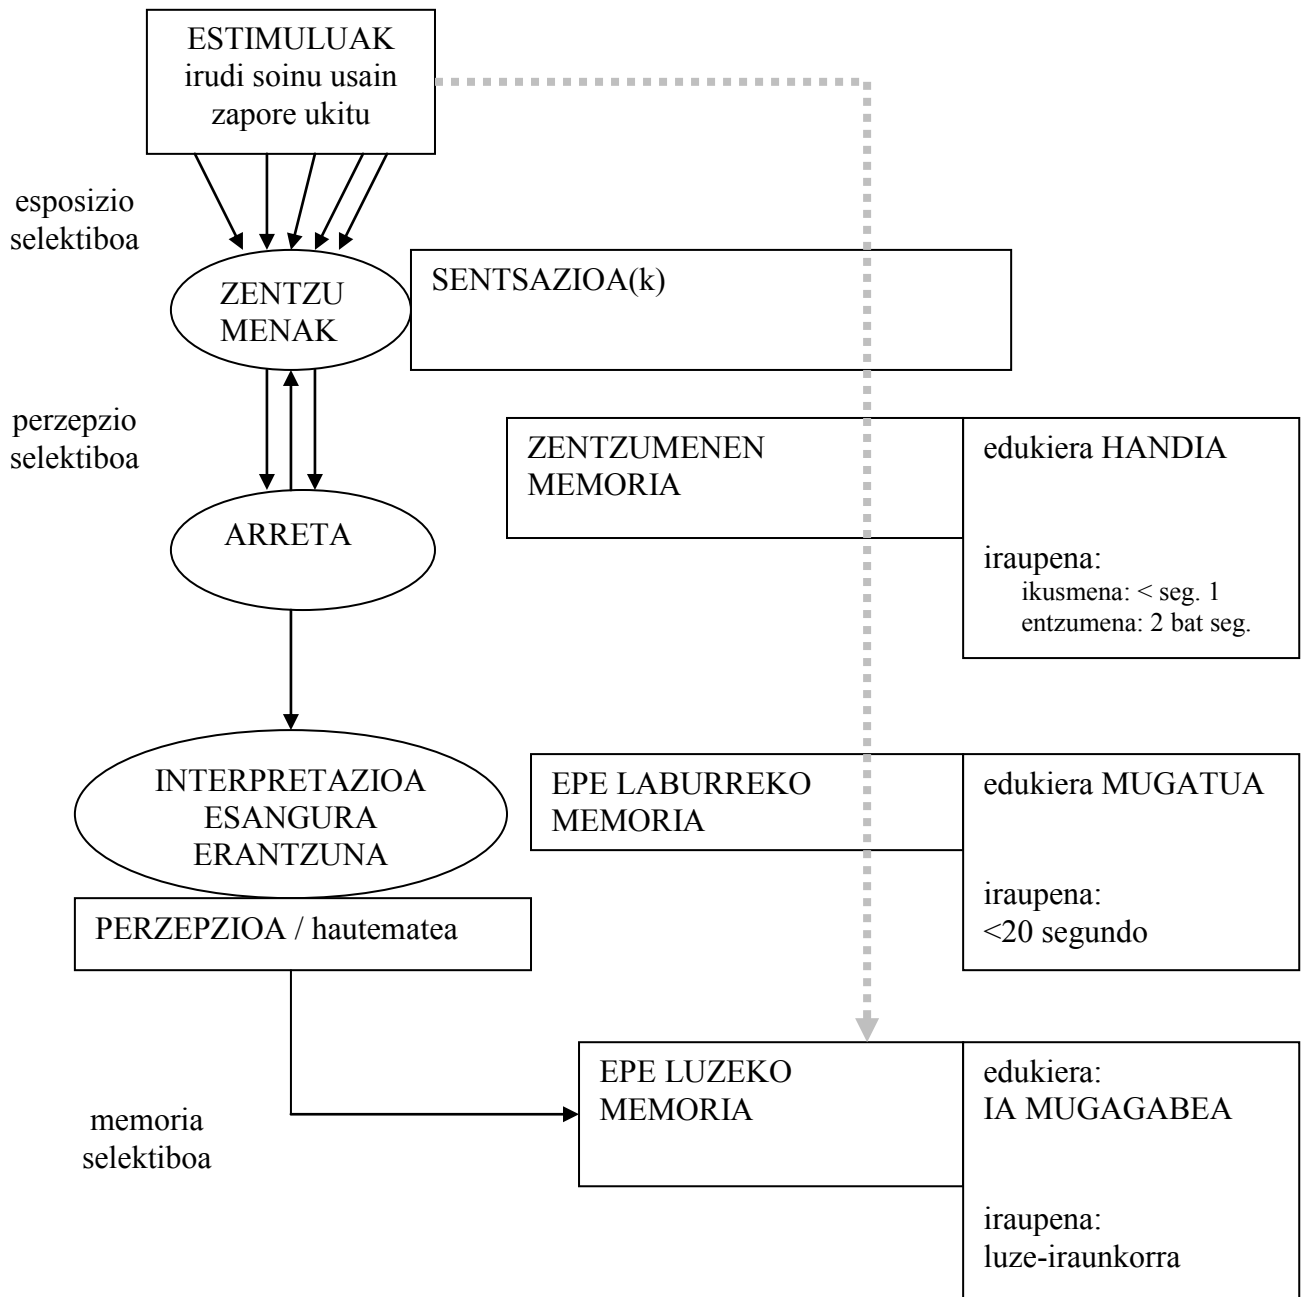 ESTIMULUAK
irudi soinu usain
zapore ukitu
esposizio
selektiboa
ZENTZU
MENAK
SENTSAZIOA(k)
perzepzio
selektiboa
ZENTZUMENEN
MEMORIA
edukiera HANDIA
iraupena:
ikusmena: < seg. 1
entzumena: 2 bat seg.
ARRETA
INTERPRETAZIOA
ESANGURA
ERANTZUNA
EPE LABURREKO
MEMORIA
edukiera MUGATUA
iraupena:
<20 segundo
PERZEPZIOA / hautematea
EPE LUZEKO
MEMORIA
edukiera:
IA MUGAGABEA
iraupena:
luze-iraunkorra
memoria
selektiboa